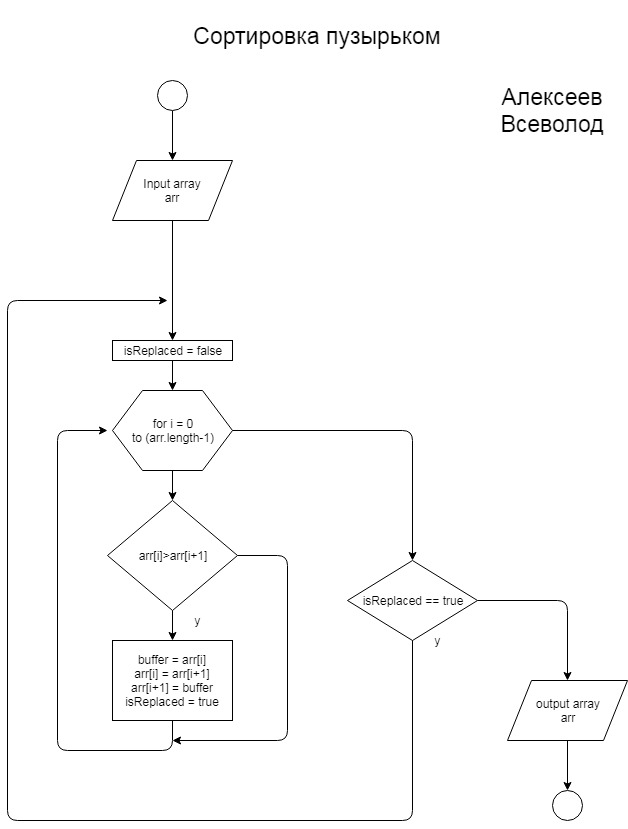 Сортировка пузырьком
Алексеев
Всеволод
Input array
arr
isReplaced = false
for i = 0
to (arr.length-1)
arr[i]>arr[i+1]
y
buffer = arr[i]
arr[i] = arr[i+1]
arr[i+1] = buffer
isReplaced = true
isReplaced == true
y
output array
arr